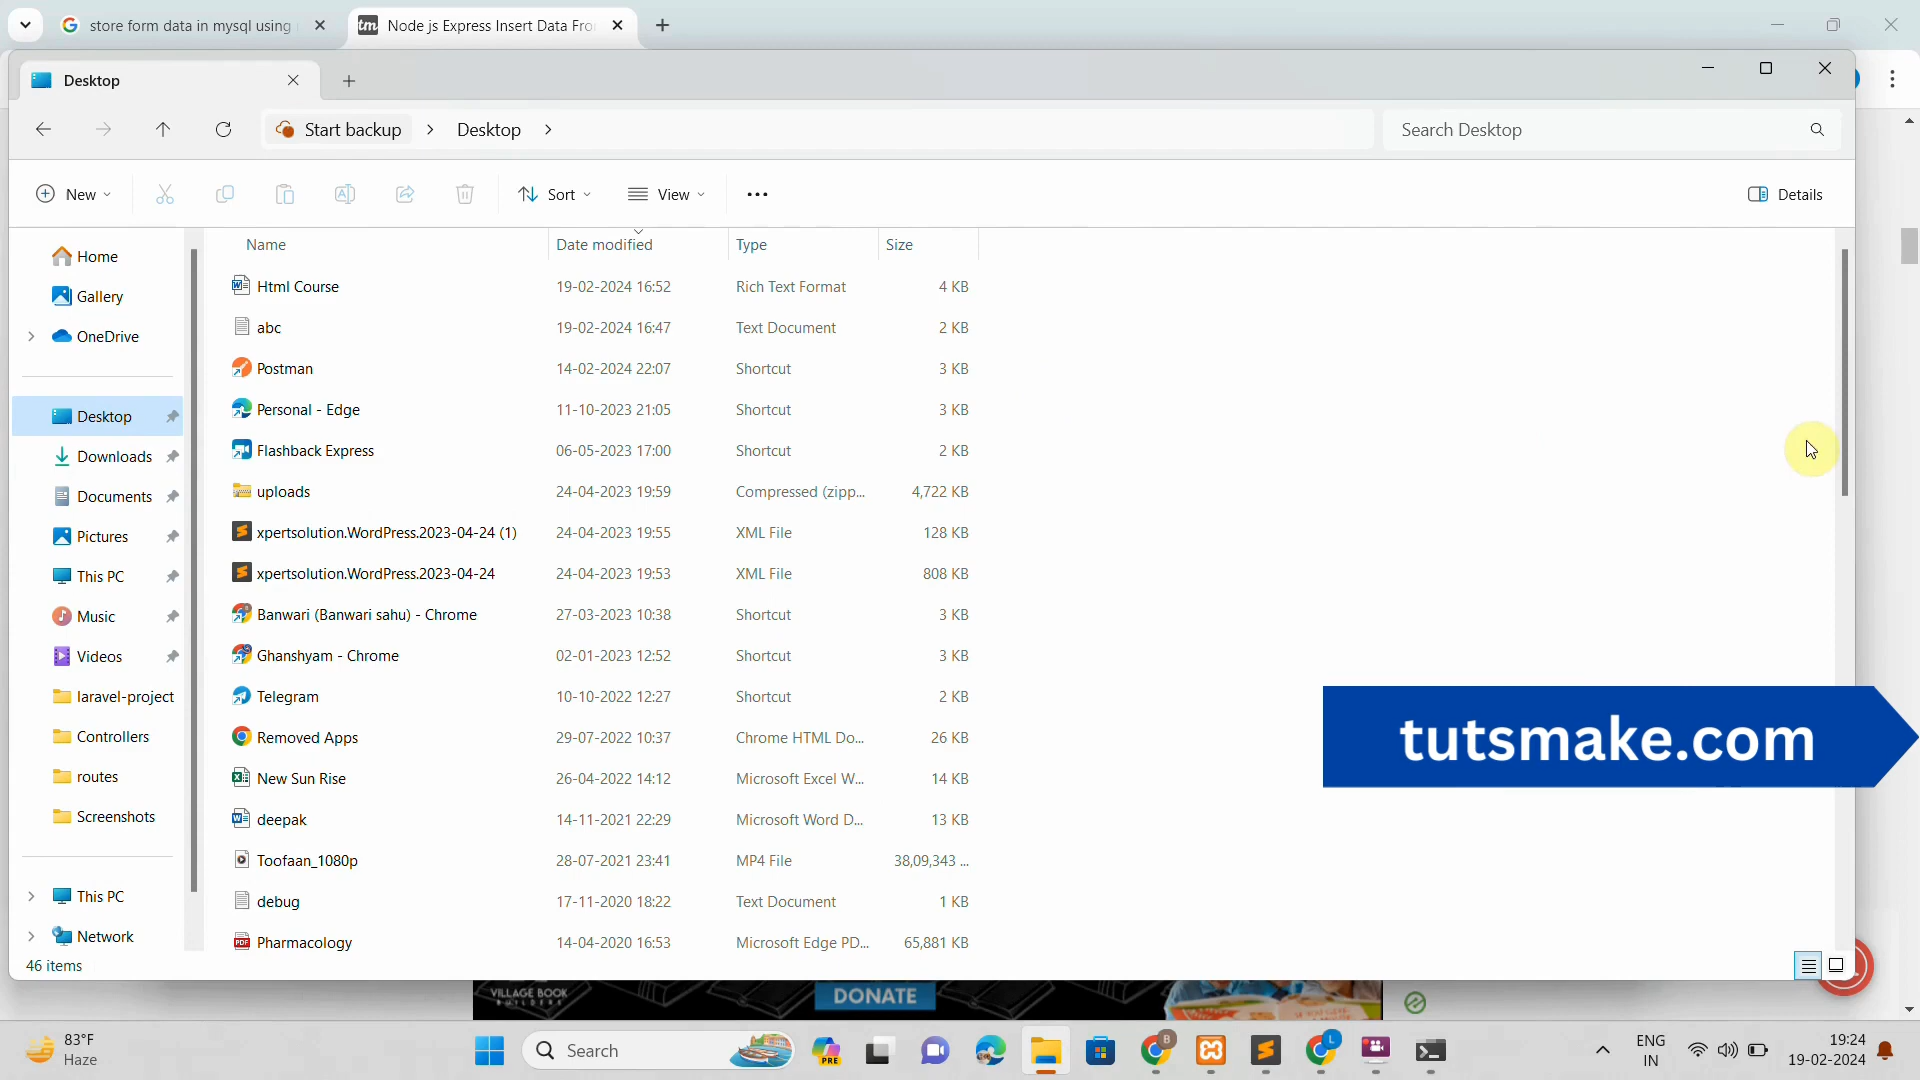 store form data in mysql using
Node js Express Insert Data Fro
Desktop
Start backup
Desktop
Search Desktop
New
Sort
View
Details
Name Date modified Type Size
Home
Gallery
OneDrive
Desktop
Downloads
Documents
Pictures
This PC
Music
Videos
laravel-project
Controllers
routes
Screenshots
This PC
Network
Html Course 19-02-2024 16:52 Rich Text Format 4 KB
abc 19-02-2024 16:47 Text Document 2 KB
Postman 14-02-2024 22:07 Shortcut 3 KB
Personal - Edge 11-10-2023 21:05 Shortcut 3 KB
Flashback Express 06-05-2023 17:00 Shortcut 2 KB
uploads 24-04-2023 19:59 Compressed (zipp... 4,722 KB
xpertsolution.WordPress.2023-04-24 (1) 24-04-2023 19:55 XML File 128 KB
xpertsolution.WordPress.2023-04-24 24-04-2023 19:53 XML File 808 KB
Banwari (Banwari sahu) - Chrome 27-03-2023 10:38 Shortcut 3 KB
Ghanshyam - Chrome 02-01-2023 12:52 Shortcut 3 KB
Telegram 10-10-2022 12:27 Shortcut 2 KB
Removed Apps 29-07-2022 10:37 Chrome HTML Do... 26 KB
New Sun Rise 26-04-2022 14:12 Microsoft Excel W... 14 KB
deepak 14-11-2021 22:29 Microsoft Word D... 13 KB
Toofaan_1080p 28-07-2021 23:41 MP4 File 38,09,343 ...
debug 17-11-2020 18:22 Text Document 1 KB
Pharmacology 14-04-2020 16:53 Microsoft Edge PD... 65,881 KB
tutsmake.com
46 items
VILLAGE BOOK
BUILDERS
DONATE
83°F
Haze
Search
PRE
B
L
ENG
IN
19:24
19-02-2024